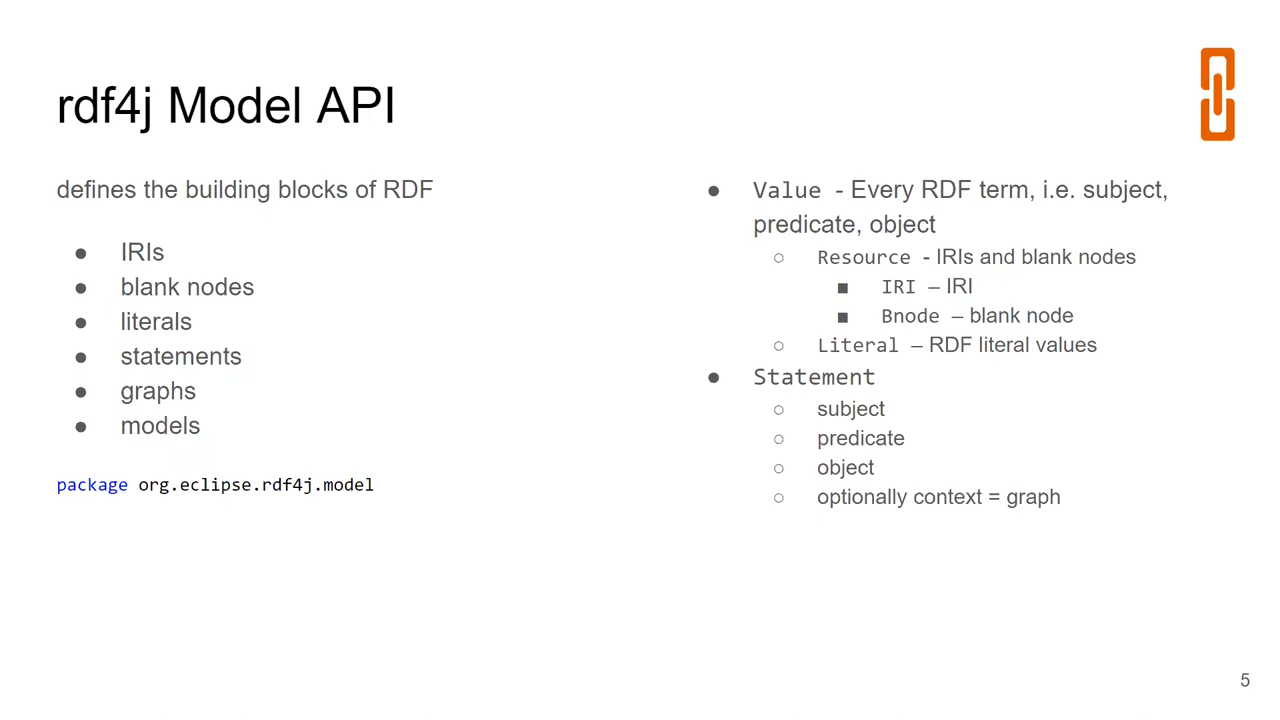 rdf4j Model API
defines the building blocks of RDF
● IRIs
● blank nodes
● literals
● statements
● graphs
● models
package org.eclipse.rdf4j.model
● Value - Every RDF term, i.e. subject,
predicate, object
○ Resource - IRIs and blank nodes
■ IRI – IRI
■ Bnode – blank node
○ Literal – RDF literal values
● Statement
○ subject
○ predicate
○ object
○ optionally context = graph
5